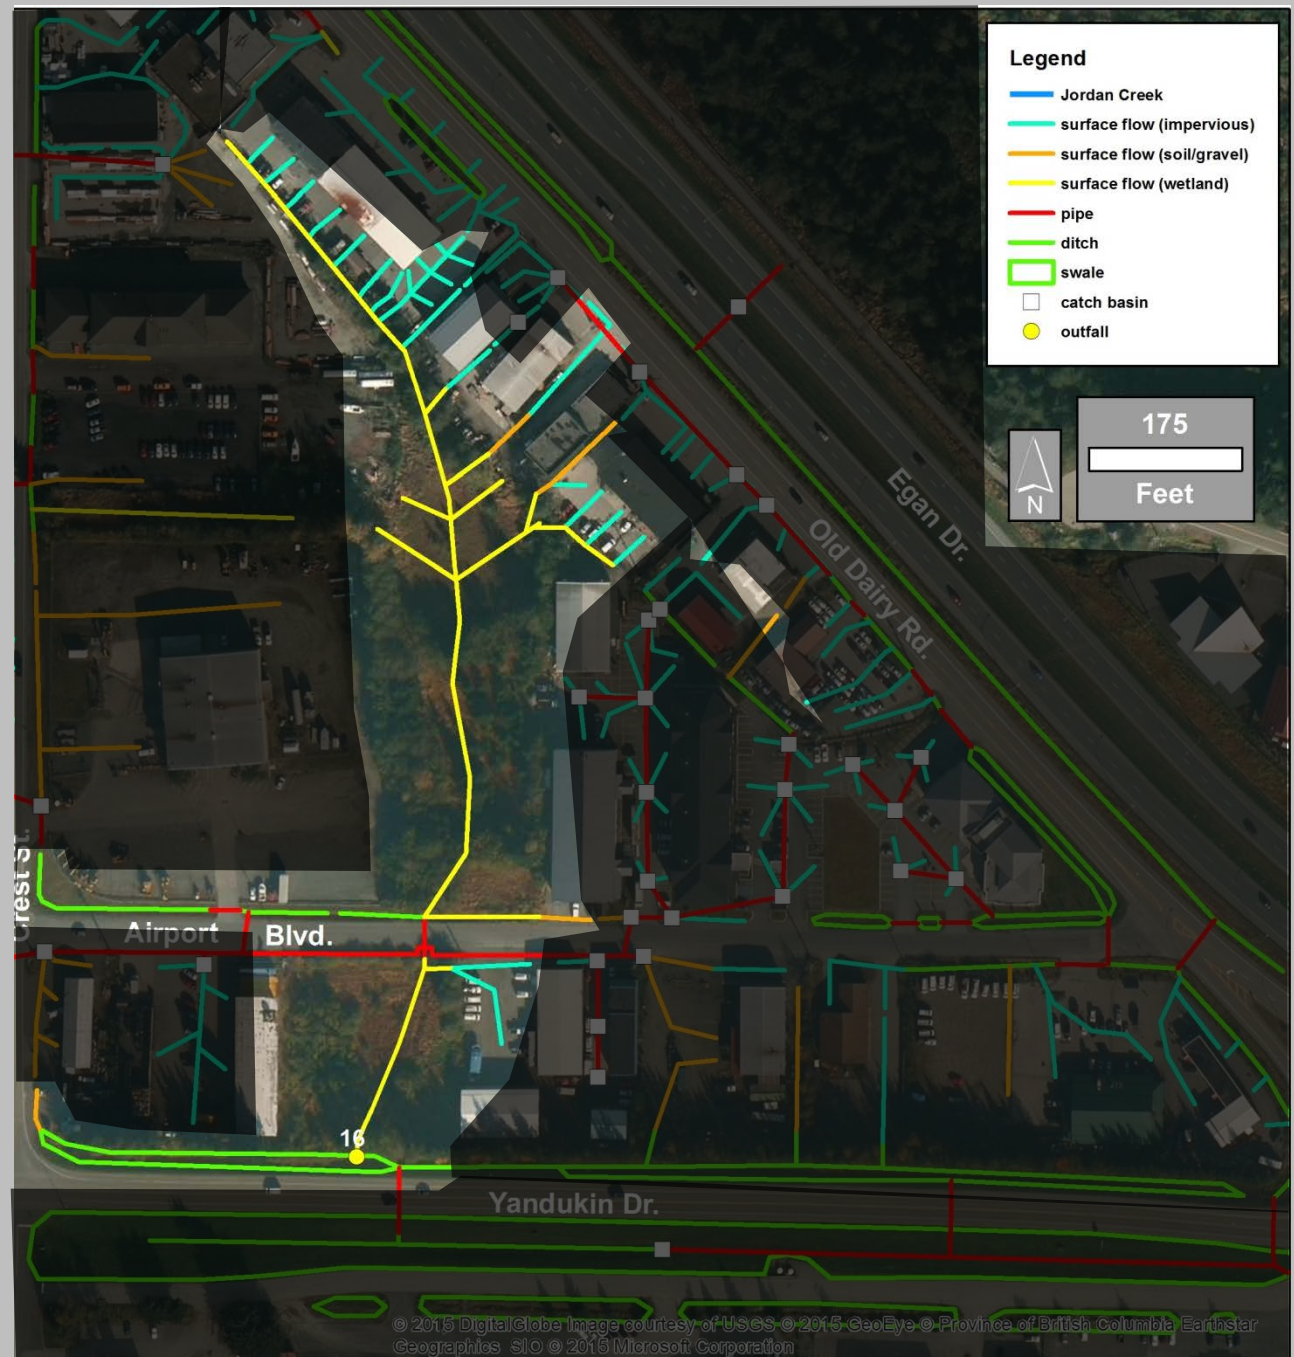 Legend
Jordan Creek
surface flow (impervious)
surface flow (soil/gravel)
surface flow (wetland)
pipe
ditch
swale
catch basin
outfall
175
Feet
N
Egan Dr.
Old Dairy Rd.
Crest St.
Airport Blvd.
16
Yandukin Dr.
© 2015 DigitalGlobe Image courtesy of USGS © 2015 GeoEye © Province of British Columbia Earthstar
Geographics SIO © 2015 Microsoft Corporation